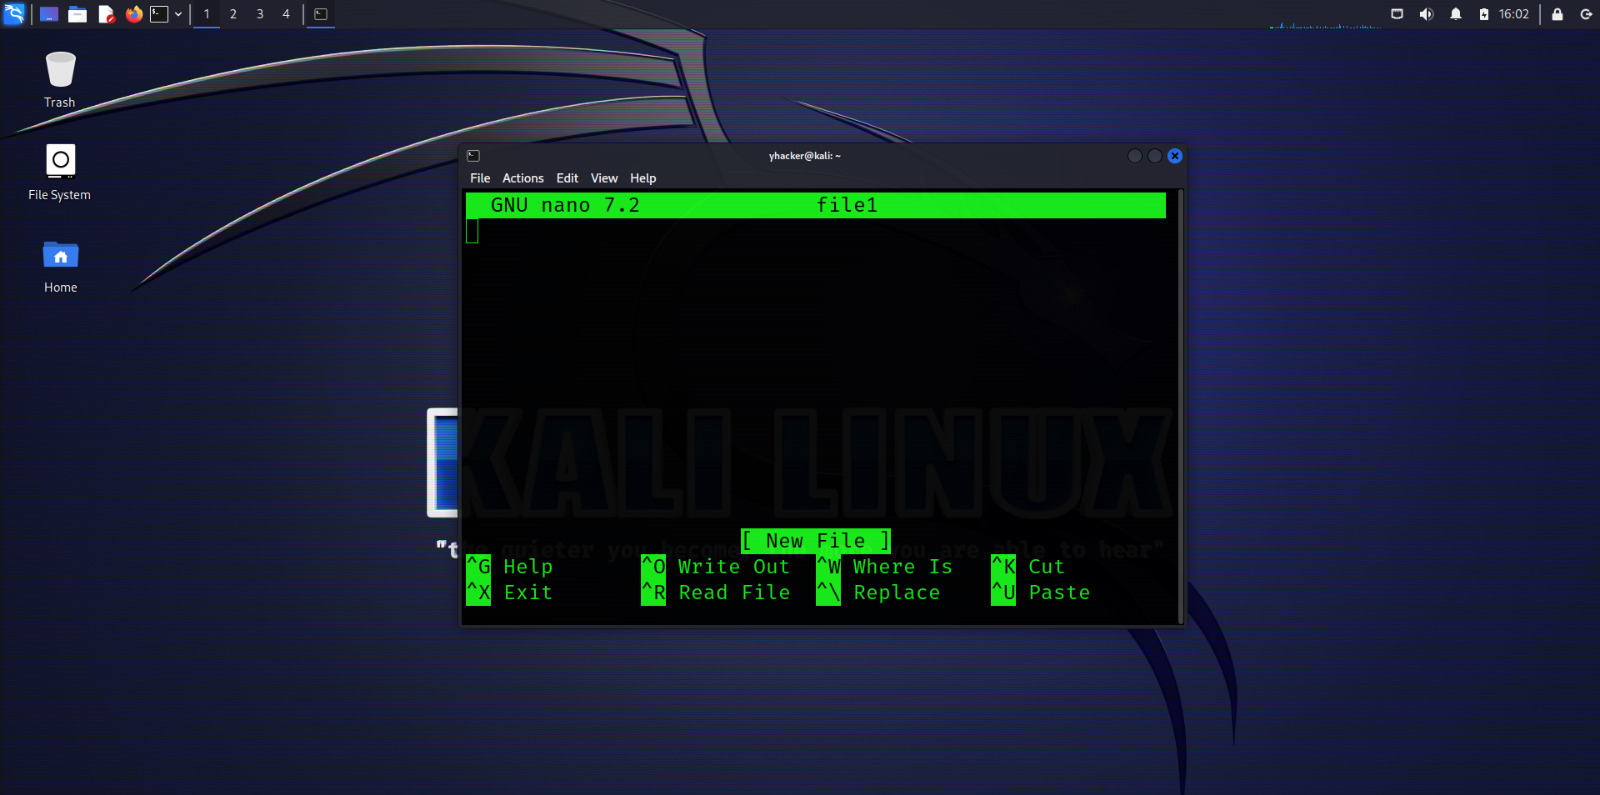 1 2 3 4
16:02
Trash
File System
Home
yhacker@kali: ~
File Actions Edit View Help
GNU nano 7.2 file1
KALI LINUX
[ New File ]
"the quieter you become, you are able to hear"
^G Help ^O Write Out ^W Where Is ^K Cut
^X Exit ^R Read File ^\ Replace ^U Paste